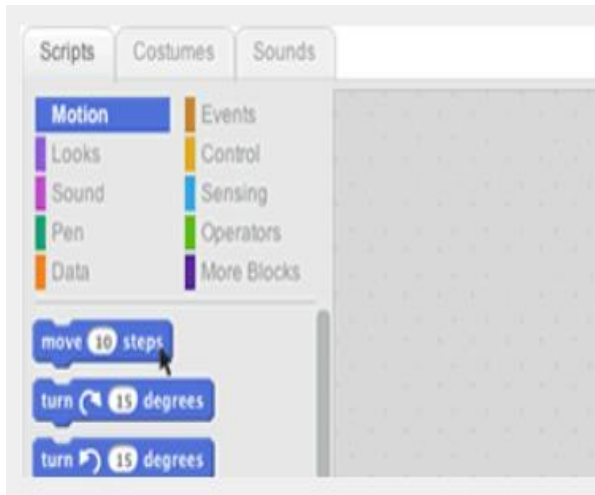 Scripts Costumes Sounds
Motion Events
Looks Control
Sound Sensing
Pen Operators
Data More Blocks
move 10 steps
turn 15 degrees
turn 15 degrees